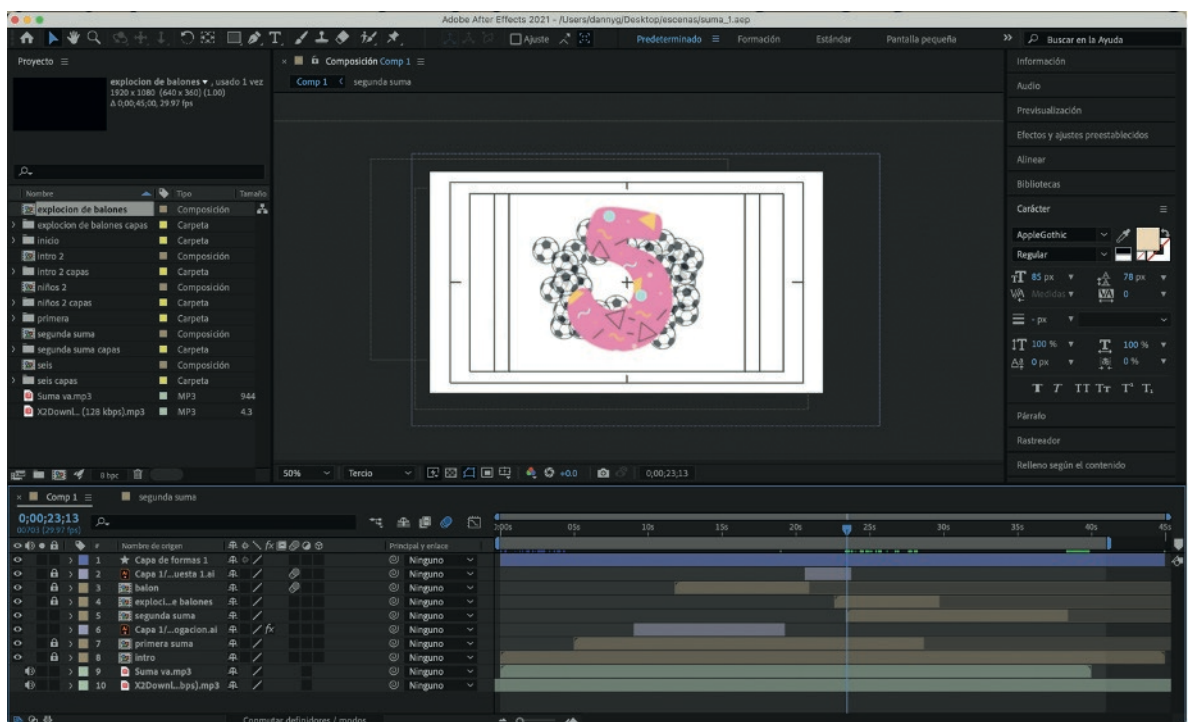 Adobe After Effects 2021 - /Users/dannyg/Desktop/escenas/suma_1.aep
Ajuste
Predeterminado
Formación
Estándar
Pantalla pequeña
Buscar en la Ayuda
Proyecto
explocion de balones ▾ , usado 1 vez
1920 x 1080 (640 x 360) (1.00)
Δ 0;00;45;00, 29.97 fps
Nombre Tipo Tamaño
explocion de balones Composición
explocion de balones capas Carpeta
inicio Carpeta
intro 2 Composición
intro 2 capas Carpeta
niños 2 Composición
niños 2 capas Carpeta
primera Carpeta
segunda suma Composición
segunda suma capas Carpeta
seis Composición
seis capas Carpeta
Suma va.mp3 MP3 944
X2Downl... (128 kbps).mp3 MP3 4.3
8 bpc
Composición Comp 1
Comp 1 segunda suma
5
50% Tercio +0.0 0;00;23;13
Información
Audio
Previsualización
Efectos y ajustes preestablecidos
Alinear
Bibliotecas
Carácter
AppleGothic
Regular
85 px 78 px
Medidas 0
- px
100 % 100 %
0 px 0 %
T T TT Tт T¹ T₁
Párrafo
Rastreador
Relleno según el contenido
Comp 1 segunda suma
0;00;23;13
00703 (29.97 fps)
:00s 05s 10s 15s 20s 25s 30s 35s 40s 45s
# Nombre de origen Principal y enlace
1 Capa de formas 1 Ninguno
2 Capa 1/...uesta 1.ai Ninguno
3 balon Ninguno
4 exploci...e balones Ninguno
5 segunda suma Ninguno
6 Capa 1/...ogacion.ai Ninguno
7 primera suma Ninguno
8 intro Ninguno
9 Suma va.mp3 Ninguno
10 X2Downl...bps).mp3 Ninguno
Conmutar definidores / modos